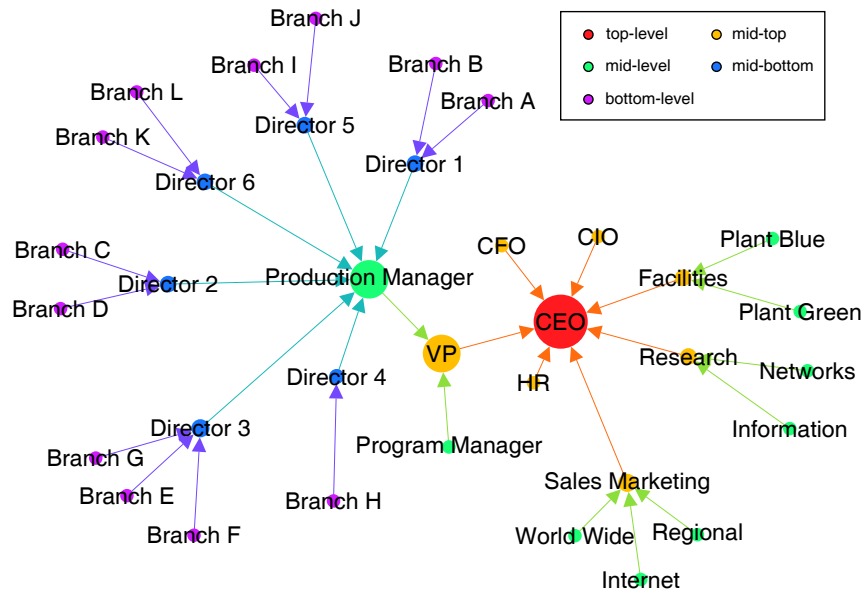 Branch J
top-level
mid-top
Branch I
Branch B
mid-level
mid-bottom
Branch L
Branch A
bottom-level
Director 5
Branch K
Director 1
Director 6
CFO
CIO
Plant Blue
Branch C
Production Manager
Facilities
Director 2
Branch D
Plant Green
CEO
VP
Research
Director 4
HR
Networks
Director 3
Information
Program Manager
Branch G
Sales Marketing
Branch E
Branch H
Branch F
World Wide
Regional
Internet